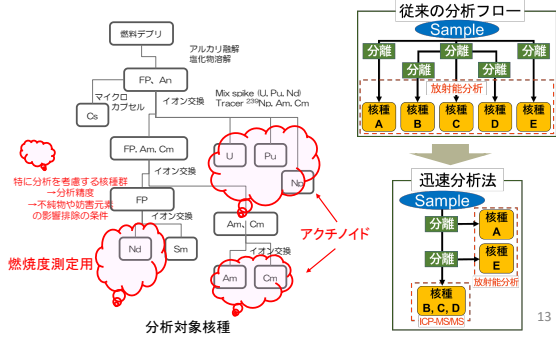 燃料デブリ
アルカリ融解
塩化物溶解
FP、An
マイクロ
カプセル
イオン交換
Mix spike (U, Pu, Nd)
Tracer ²³⁹Np, Am, Cm
Cs
FP, Am, Cm
U
Pu
Np
特に分析を考慮する核種群
→分析精度
→不純物や妨害元素
の影響排除の条件
イオン交換
FP
イオン交換
Am, Cm
アクチノイド
Nd
Sm
イオン交換
燃焼度測定用
Am
Cm
分析対象核種
従来の分析フロー
Sample
分離
分離
分離
分離
分離
放射能分析
核種
A
核種
B
核種
C
核種
D
核種
E
迅速分析法
Sample
分離
核種
A
分離
核種
E
放射能分析
核種
B, C, D
ICP-MS/MS
13